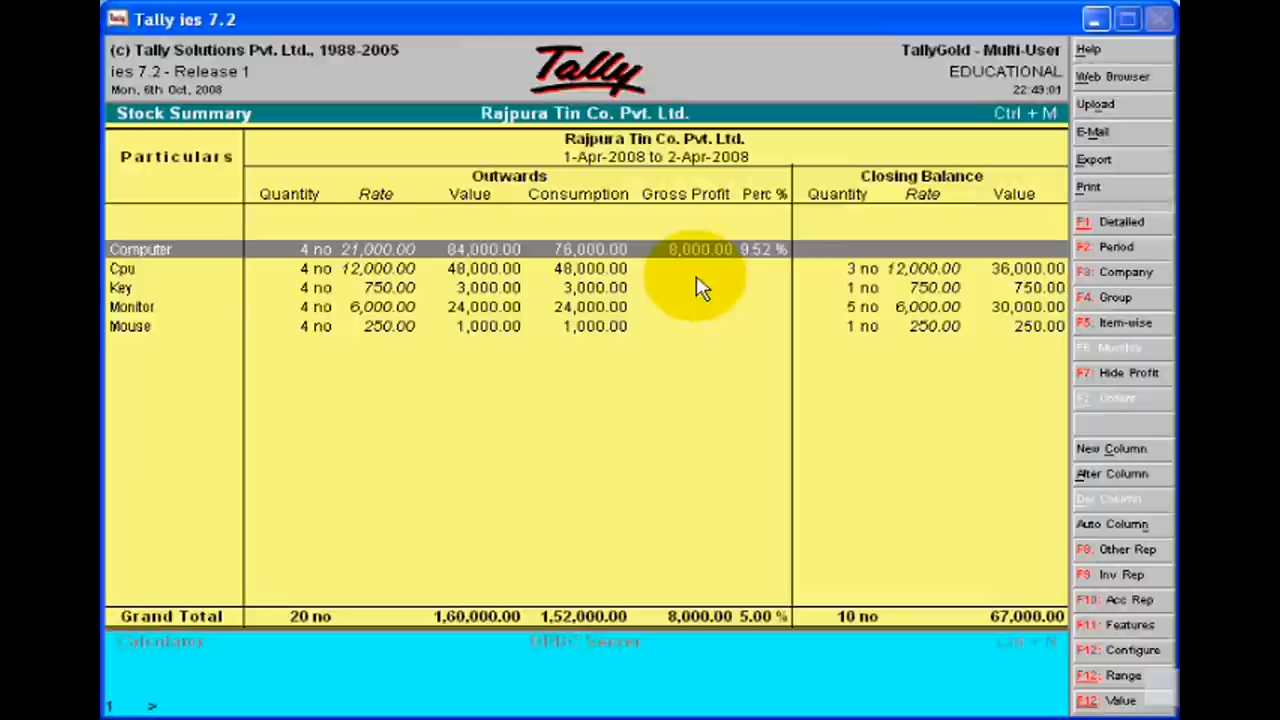 Tally ies 7.2
(c) Tally Solutions Pvt. Ltd., 1988-2005
ies 7.2 - Release 1
Mon, 6th Oct, 2008
Tally
TallyGold - Multi-User
EDUCATIONAL
22:49:01
Stock Summary Rajpura Tin Co. Pvt. Ltd. Ctrl + M
Particulars
Rajpura Tin Co. Pvt. Ltd.
1-Apr-2008 to 2-Apr-2008
Outwards Closing Balance
Quantity Rate Value Consumption Gross Profit Perc % Quantity Rate Value
Computer 4 no 21,000.00 84,000.00 76,000.00 8,000.00 9.52 %
Cpu 4 no 12,000.00 48,000.00 48,000.00 3 no 12,000.00 36,000.00
Key 4 no 750.00 3,000.00 3,000.00 1 no 750.00 750.00
Monitor 4 no 6,000.00 24,000.00 24,000.00 5 no 6,000.00 30,000.00
Mouse 4 no 250.00 1,000.00 1,000.00 1 no 250.00 250.00
Grand Total 20 no 1,60,000.00 1,52,000.00 8,000.00 5.00 % 10 no 67,000.00
Calculator ODBC Server Ctrl + N
1 >
Help
Web Browser
Upload
E-Mail
Export
Print
F1: Detailed
F2: Period
F3: Company
F4: Group
F5: Item-wise
F6: Monthly
F7: Hide Profit
New Column
Alter Column
Del Column
Auto Column
F8: Other Rep
F9: Inv Rep
F10: Acc Rep
F11: Features
F12: Configure
F12: Range
F12: Value